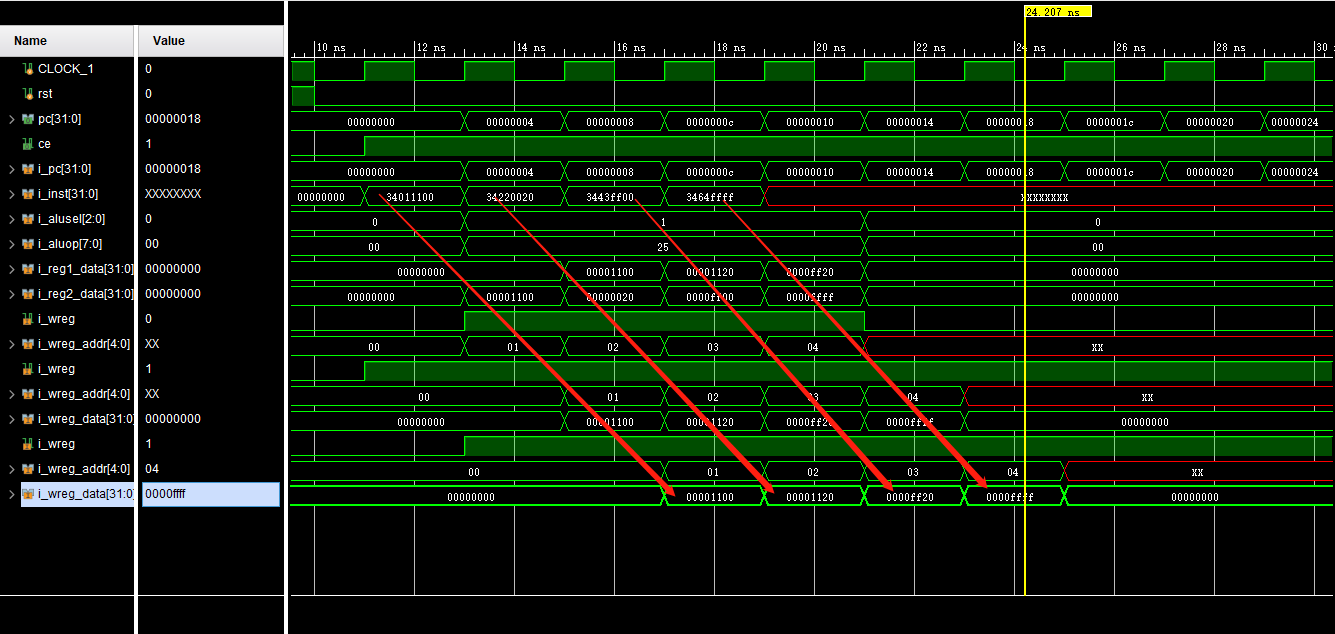 24.207 ns
Name Value
10 ns 12 ns 14 ns 16 ns 18 ns 20 ns 22 ns 24 ns 26 ns 28 ns 30
CLOCK_1 0
rst 0
pc[31:0] 00000018 00000000 00000004 00000008 0000000c 00000010 00000014 00000018 0000001c 00000020 00000024
ce 1
i_pc[31:0] 00000018 00000000 00000004 00000008 0000000c 00000010 00000014 00000018 0000001c 00000020 00000024
i_inst[31:0] XXXXXXXX 00000000 34011100 34220020 3443ff00 3464ffff XXXXXXXX
i_alusel[2:0] 0 0 1 0
i_aluop[7:0] 00 00 25 00
i_reg1_data[31:0] 00000000 00000000 00001100 00001120 0000ff20 00000000
i_reg2_data[31:0] 00000000 00000000 00001100 00000020 0000ff00 0000ffff 00000000
i_wreg 0
i_wreg_addr[4:0] XX 00 01 02 03 04 XX
i_wreg 1
i_wreg_addr[4:0] XX 00 01 02 03 04 XX
i_wreg_data[31:0] 00000000 00000000 00001100 00001120 0000ff20 0000ffff 00000000
i_wreg 1
i_wreg_addr[4:0] 04 00 01 02 03 04 XX
i_wreg_data[31:0] 0000ffff 00000000 00001100 00001120 0000ff20 0000ffff 00000000